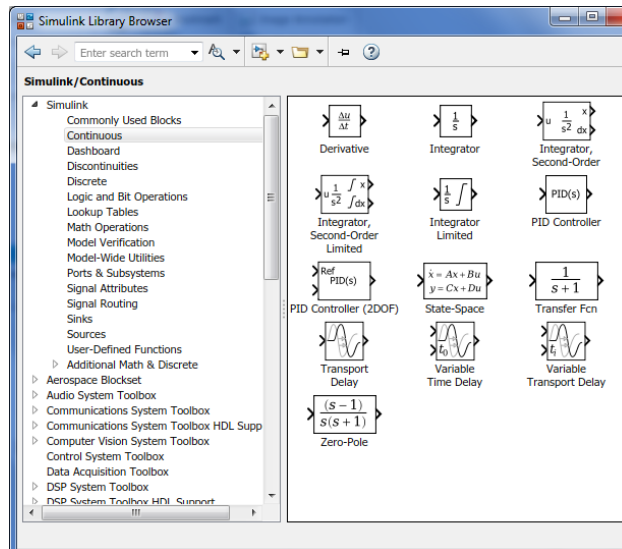 Simulink Library Browser
Enter search term
Simulink/Continuous
Simulink
Commonly Used Blocks
Continuous
Dashboard
Discontinuities
Discrete
Logic and Bit Operations
Lookup Tables
Math Operations
Model Verification
Model-Wide Utilities
Ports & Subsystems
Signal Attributes
Signal Routing
Sinks
Sources
User-Defined Functions
Additional Math & Discrete
Aerospace Blockset
Audio System Toolbox
Communications System Toolbox
Communications System Toolbox HDL Supp
Computer Vision System Toolbox
Control System Toolbox
Data Acquisition Toolbox
DSP System Toolbox
DSP System Toolbox HDL Support
Δu
Δt
Derivative
1
s
Integrator
u 1 x
s² dx
Integrator,
Second-Order
u 1 ∫ x
s² ∫dx
Integrator,
Second-Order
Limited
1 ∫
s
Integrator
Limited
PID(s)
PID Controller
Ref
PID(s)
PID Controller (2DOF)
ẋ = Ax + Bu
y = Cx + Du
State-Space
1
s + 1
Transfer Fcn
Transport
Delay
t₀
Variable
Time Delay
tᵢ
Variable
Transport Delay
(s − 1)
s(s + 1)
Zero-Pole